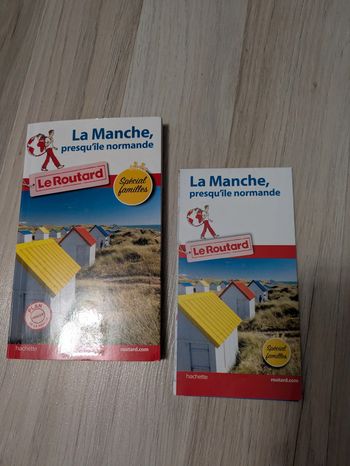 La Manche,
presqu'île normande
Le Routard
Spécial
familles
PLAN
hachette
routard.com
La Manche,
presqu'île normande
Le Routard
Spécial
familles
hachette
routard.com